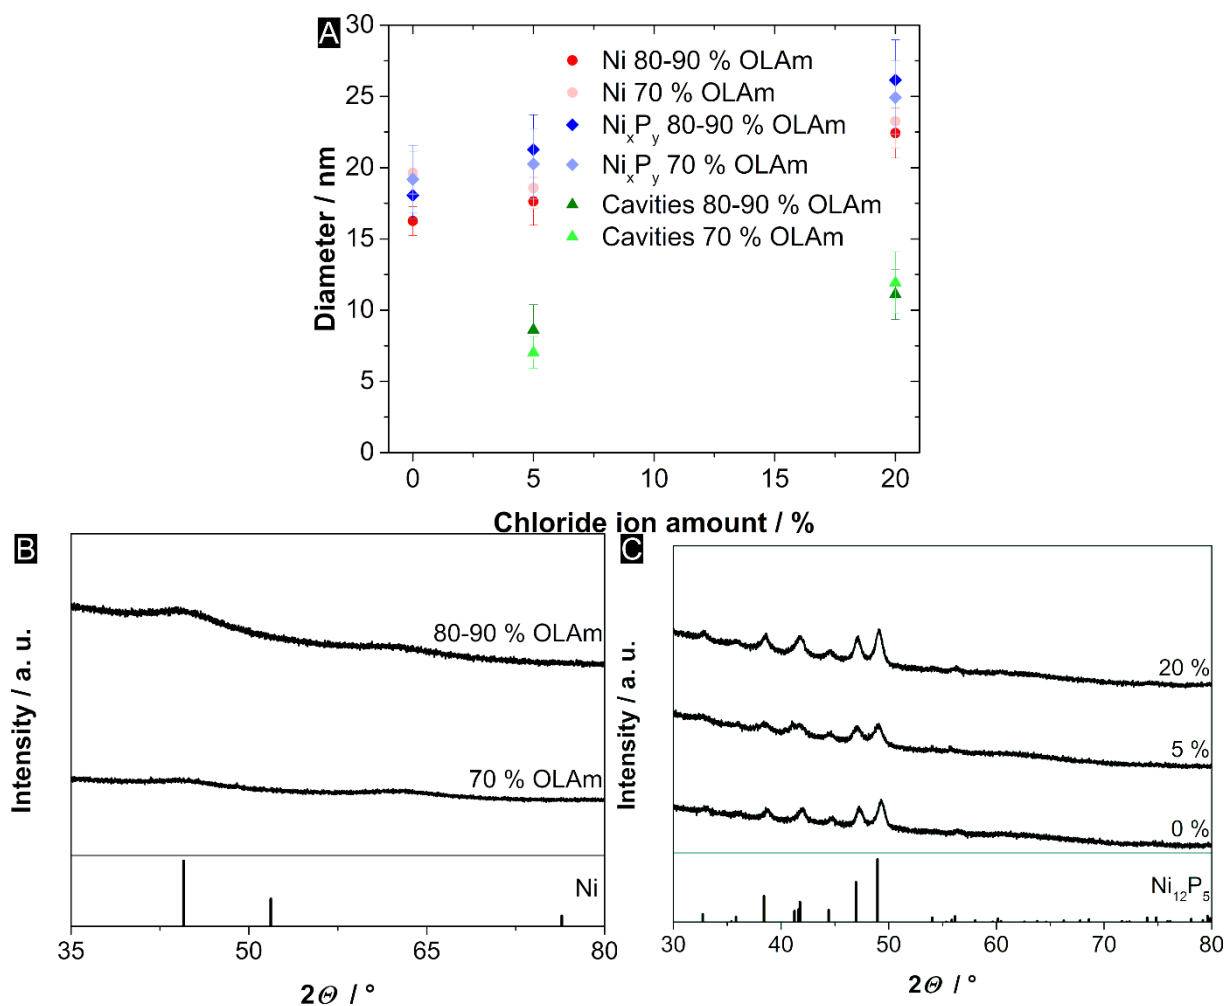 A
30
25
20
15
10
5
0
Diameter / nm
Ni 80-90 % OLAm
Ni 70 % OLAm
NixPy 80-90 % OLAm
NixPy 70 % OLAm
Cavities 80-90 % OLAm
Cavities 70 % OLAm
0 5 10 15 20
Chloride ion amount / %
B
Intensity / a. u.
80-90 % OLAm
70 % OLAm
Ni
35 50 65 80
2Θ / °
C
Intensity / a. u.
20 %
5 %
0 %
Ni12P5
30 40 50 60 70 80
2Θ / °